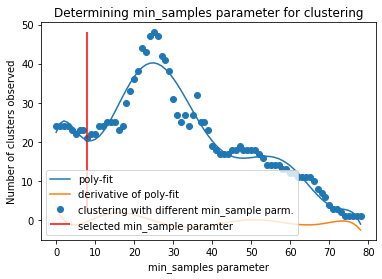 Determining min_samples parameter for clustering
50
40
30
20
10
0
Number of clusters observed
poly-fit
derivative of poly-fit
clustering with different min_sample parm.
selected min_sample paramter
0
10
20
30
40
50
60
70
80
min_samples parameter